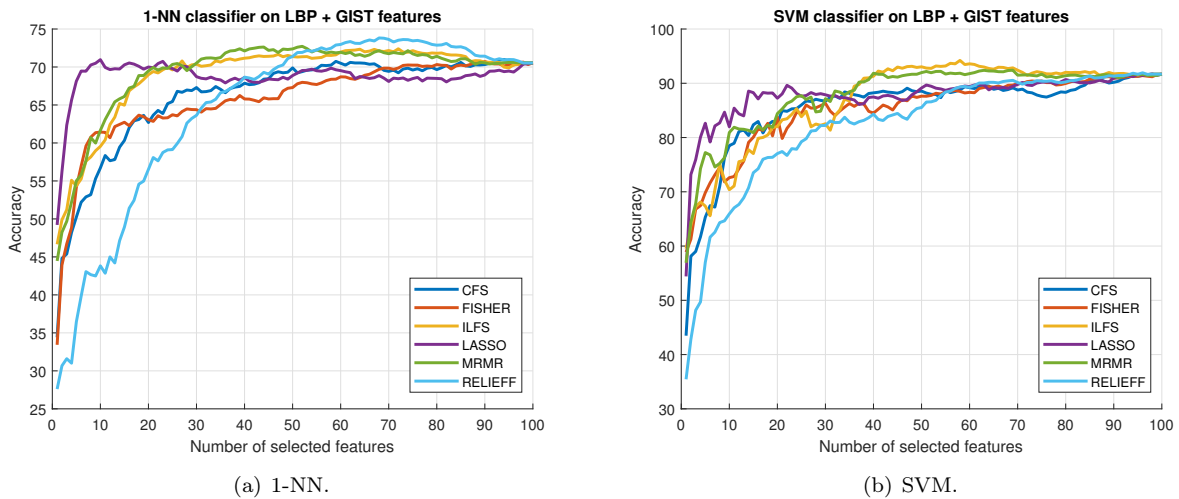 1-NN classifier on LBP + GIST features
75
70
65
60
55
50
45
40
35
30
25
Accuracy
0 10 20 30 40 50 60 70 80 90 100
Number of selected features
CFS
FISHER
ILFS
LASSO
MRMR
RELIEFF
(a) 1-NN.
SVM classifier on LBP + GIST features
100
90
80
70
60
50
40
30
Accuracy
0 10 20 30 40 50 60 70 80 90 100
Number of selected features
CFS
FISHER
ILFS
LASSO
MRMR
RELIEFF
(b) SVM.